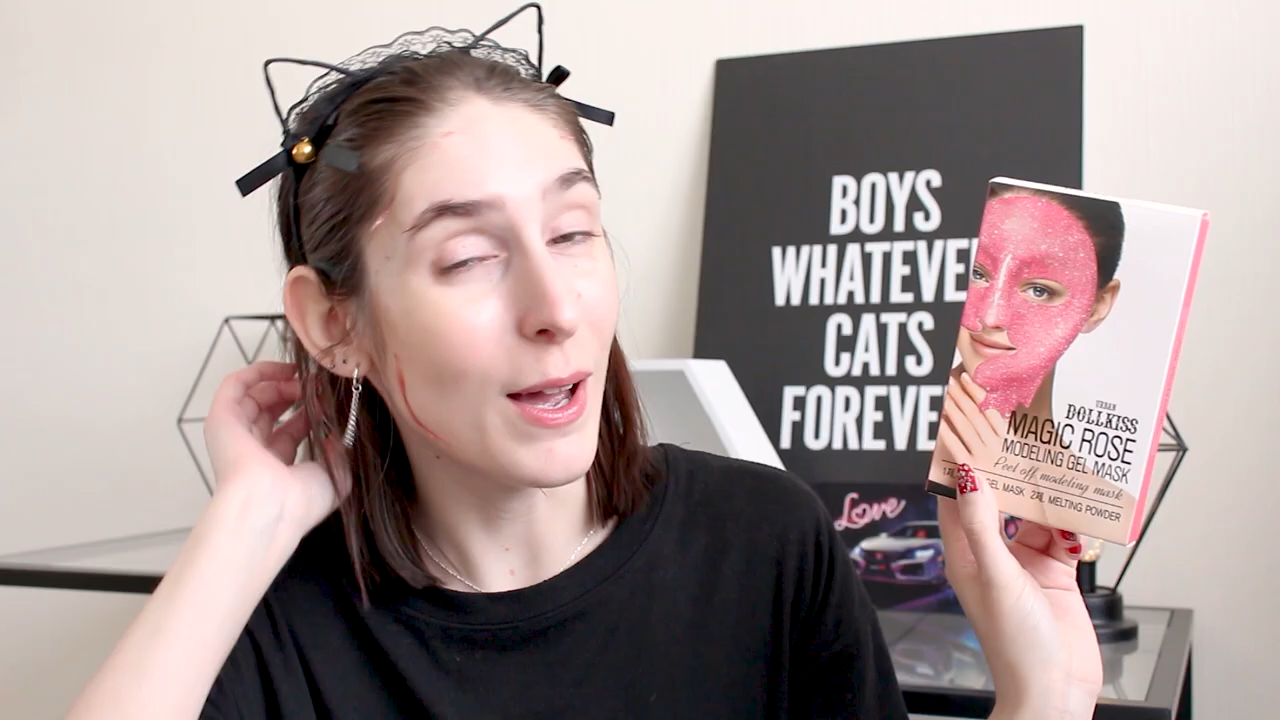 BOYS
WHATEVE
CATS
FOREVE
Love
URBAN
DOLLKISS
MAGIC ROSE
MODELING GEL MASK
Peel off modeling mask
GEL MASK 2개 MELTING POWDER